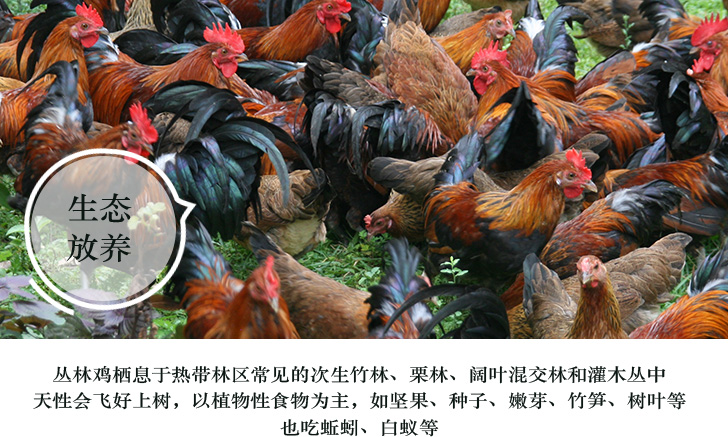 生态
放养
丛林鸡栖息于热带林区常见的次生竹林、栗林、阔叶混交林和灌木丛中
天性会飞好上树，以植物性食物为主，如坚果、种子、嫩芽、竹笋、树叶等
也吃蚯蚓、白蚁等